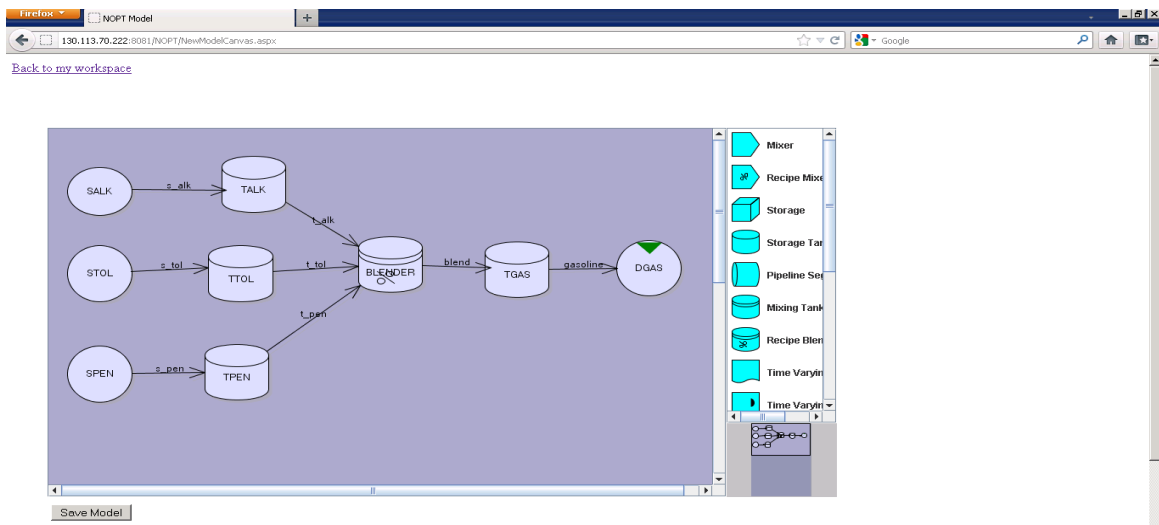 Firefox
NOPT Model
+
130.113.70.222:8081/NOPT/NewModelCanvas.aspx
Google
Back to my workspace
Mixer
Recipe Mixe
Storage
Storage Tan
Pipeline Seg
Mixing Tank
Recipe Blen
Time Varyin
Time Varyin
SALK
s_alk
TALK
t_alk
STOL
s_tol
TTOL
t_tol
BLENDER
blend
TGAS
gasoline
DGAS
t_pen
SPEN
s_pen
TPEN
Save Model